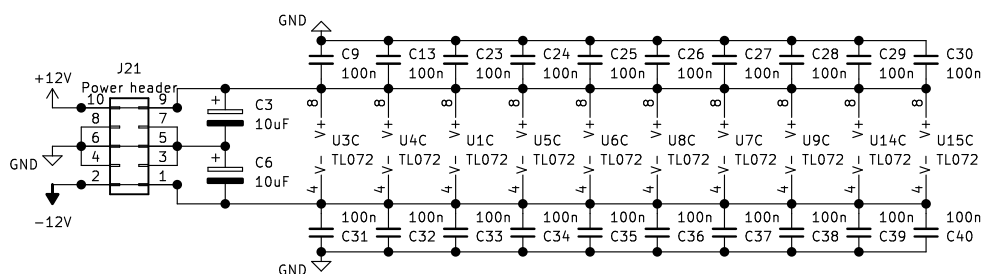 GND
C9 C13 C23 C24 C25 C26 C27 C28 C29 C30
100n 100n 100n 100n 100n 100n 100n 100n 100n 100n
J21
+12V Power header
10 9
8 7
6 5
4 3
2 1
GND
-12V
+ C3
10uF
+ C6
10uF
8 8 8 8 8 8 8 8 8 8
V+ V+ V+ V+ V+ V+ V+ V+ V+ V+
U3C U4C U1C U5C U6C U8C U7C U9C U14C U15C
TL072 TL072 TL072 TL072 TL072 TL072 TL072 TL072 TL072 TL072
V- V- V- V- V- V- V- V- V- V-
4 4 4 4 4 4 4 4 4 4
100n 100n 100n 100n 100n 100n 100n 100n 100n 100n
C31 C32 C33 C34 C35 C36 C37 C38 C39 C40
GND